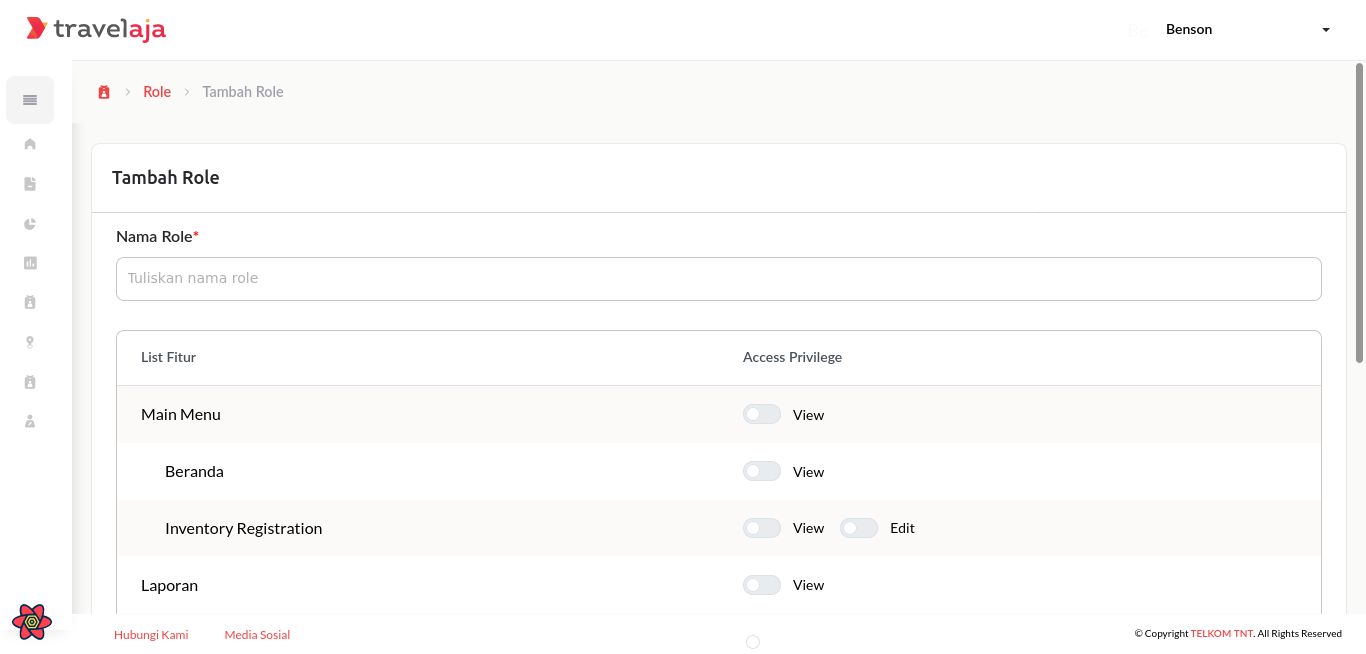 travelaja
Be
Benson
Role
Tambah Role
Tambah Role
Nama Role*
Tuliskan nama role
List Fitur
Access Privilege
Main Menu
View
Beranda
View
Inventory Registration
View
Edit
Laporan
View
Hubungi Kami
Media Sosial
© Copyright TELKOM TNT. All Rights Reserved